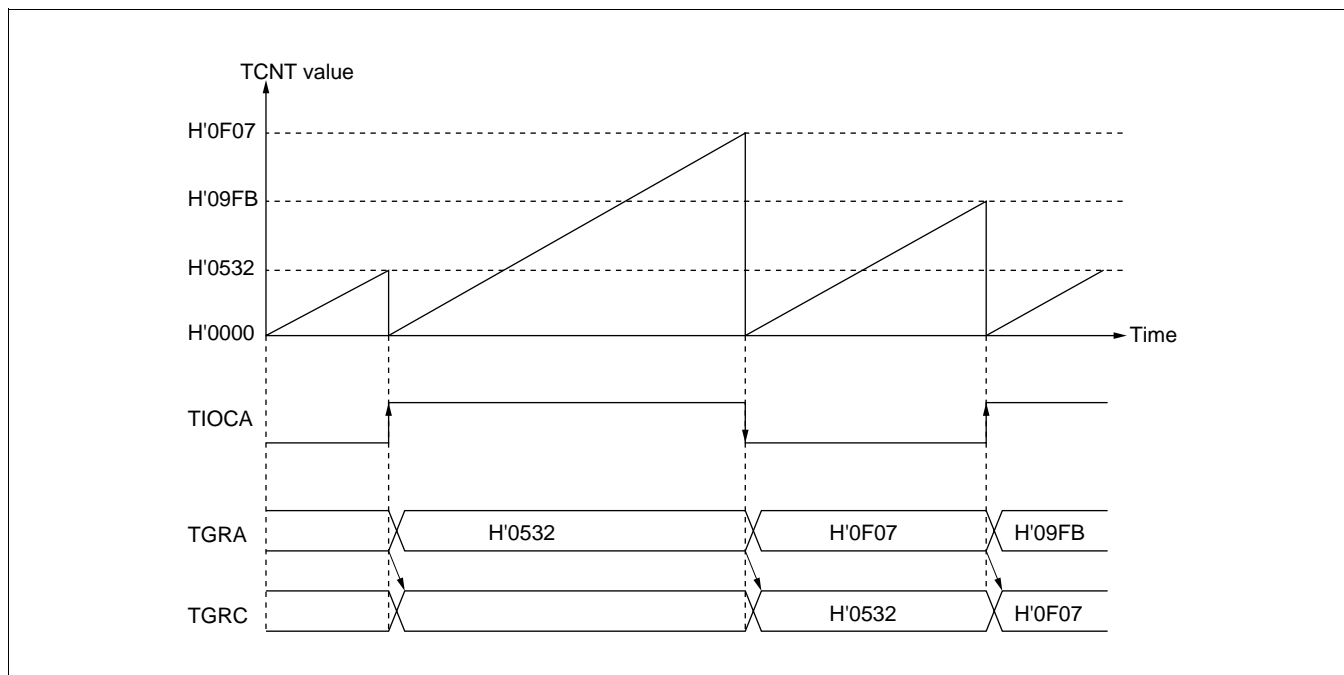 TCNT value
H'0F07
H'09FB
H'0532
H'0000
Time
TIOCA
TGRA H'0532 H'0F07 H'09FB
TGRC H'0532 H'0F07